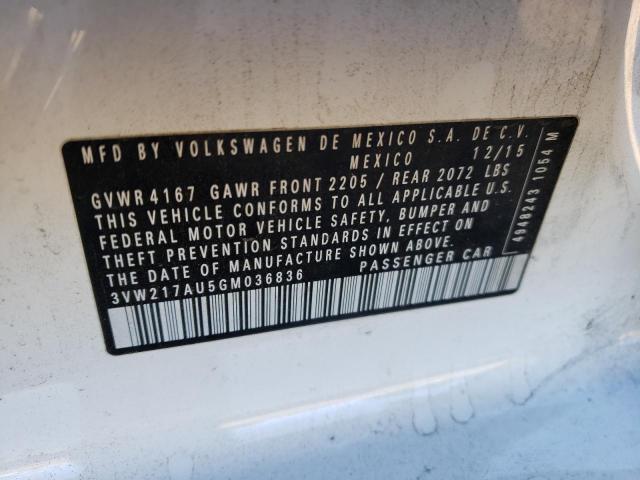 MFD BY VOLKSWAGEN DE MEXICO S.A. DE C.V.
MEXICO 12/15
GVWR 4167 GAWR FRONT 2205 / REAR 2072 LBS
THIS VEHICLE CONFORMS TO ALL APPLICABLE U.S.
FEDERAL MOTOR VEHICLE SAFETY, BUMPER AND
THEFT PREVENTION STANDARDS IN EFFECT ON
THE DATE OF MANUFACTURE SHOWN ABOVE.
3VW217AU5GM036836 PASSENGER CAR
4948243 1054 M